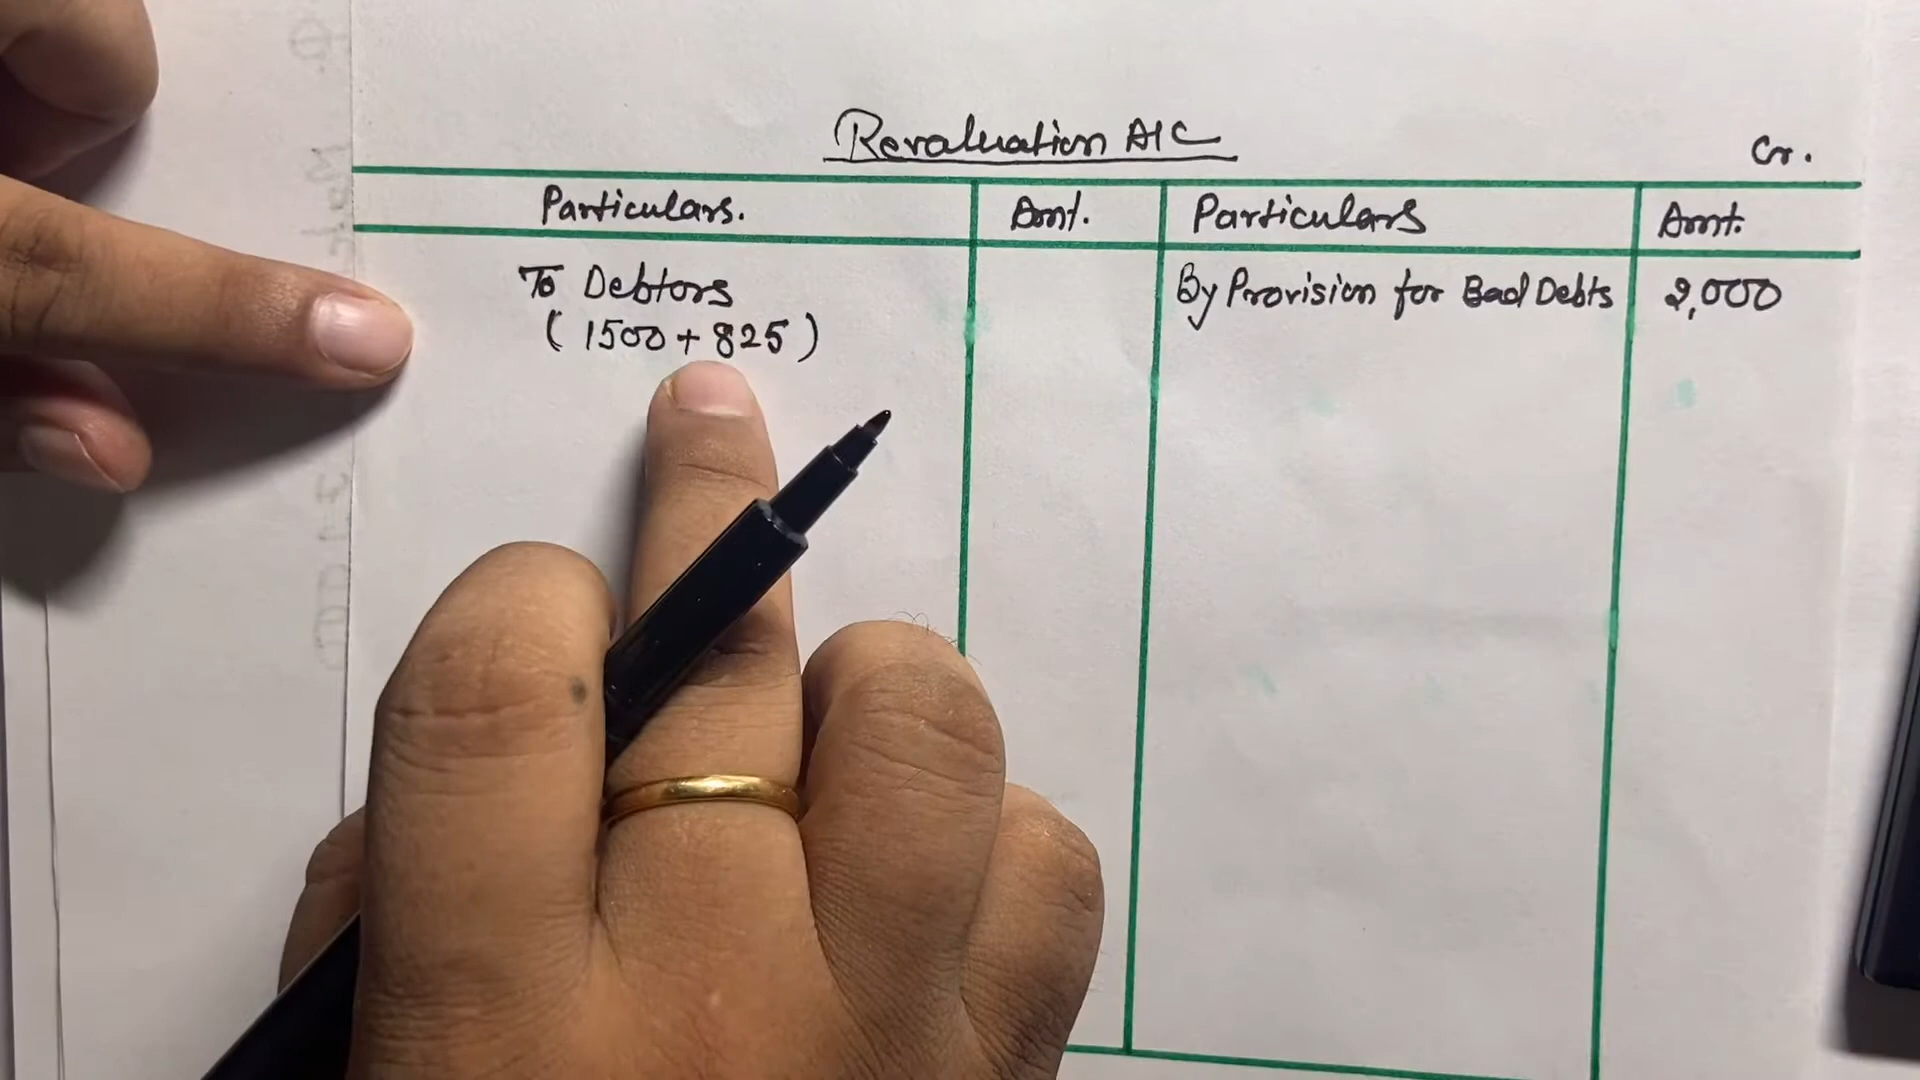 Revaluation A/C
Cr.
Particulars. Amt. Particulars Amt.
To Debtors By Provision for Bad Debts 2,000
( 1500 + 825 )